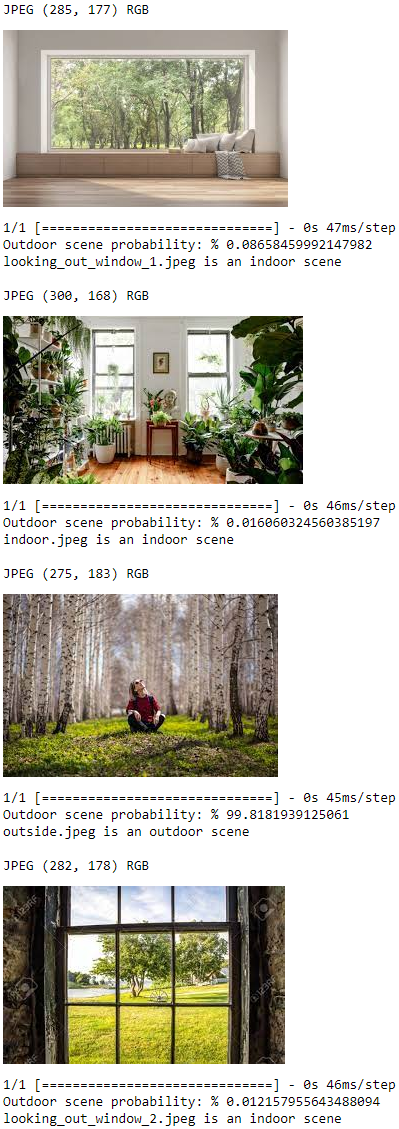 JPEG (285, 177) RGB
1/1 [==============================] - 0s 47ms/step
Outdoor scene probability: % 0.08658459992147982
looking_out_window_1.jpeg is an indoor scene
JPEG (300, 168) RGB
1/1 [==============================] - 0s 46ms/step
Outdoor scene probability: % 0.016060324560385197
indoor.jpeg is an indoor scene
JPEG (275, 183) RGB
1/1 [==============================] - 0s 45ms/step
Outdoor scene probability: % 99.8181939125061
outside.jpeg is an outdoor scene
JPEG (282, 178) RGB
1/1 [==============================] - 0s 46ms/step
Outdoor scene probability: % 0.012157955643488094
looking_out_window_2.jpeg is an indoor scene